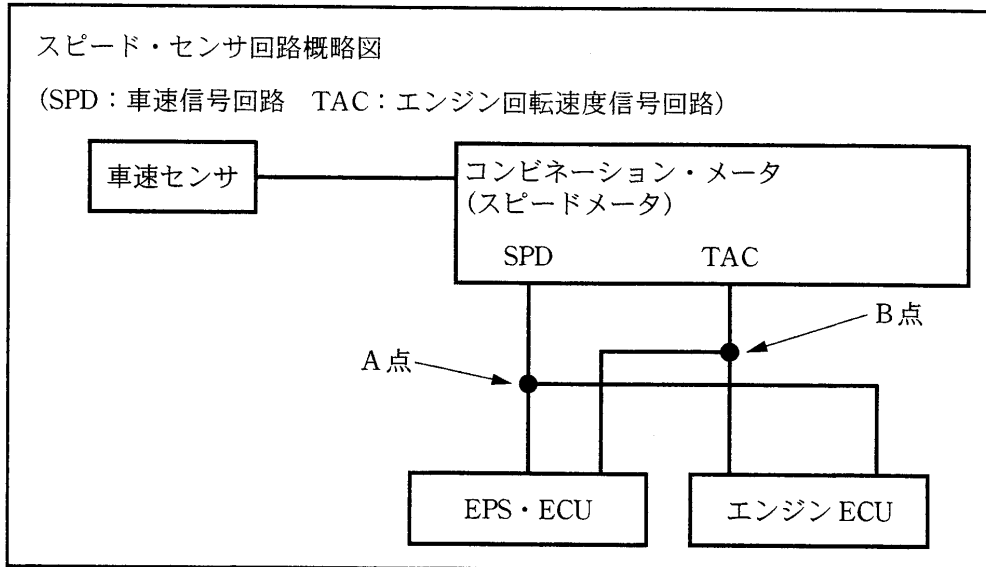 スピード・センサ回路概略図
(SPD：車速信号回路　TAC：エンジン回転速度信号回路)
車速センサ
コンビネーション・メータ
(スピードメータ)
SPD
TAC
B点
A点
EPS・ECU
エンジンECU